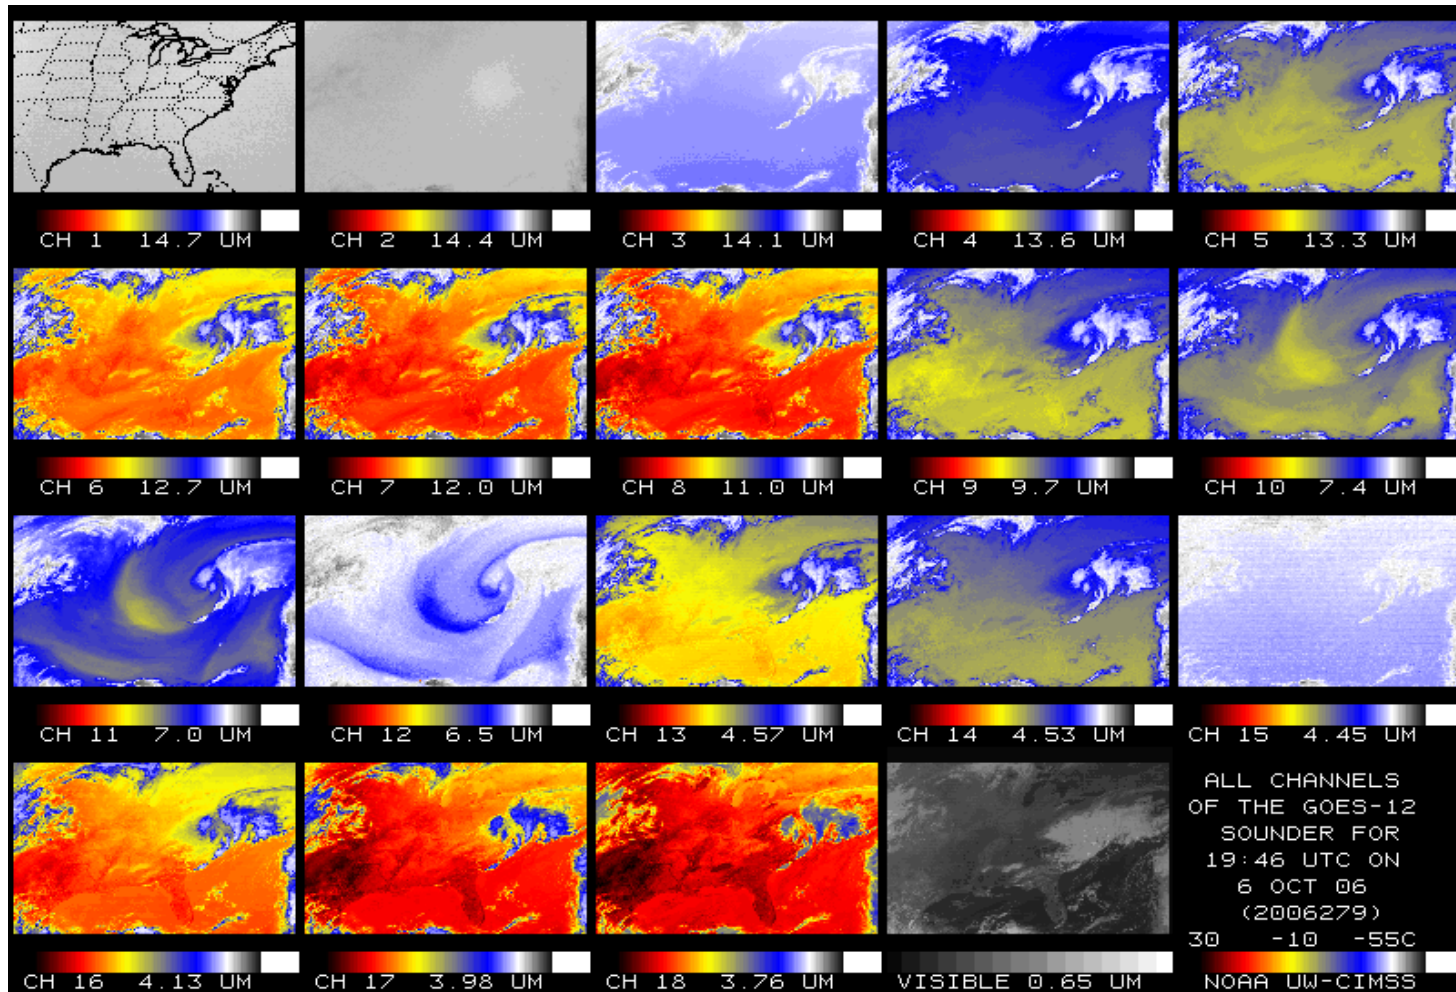 CH 1 14.7 UM
CH 2 14.4 UM
CH 3 14.1 UM
CH 4 13.6 UM
CH 5 13.3 UM
CH 6 12.7 UM
CH 7 12.0 UM
CH 8 11.0 UM
CH 9 9.7 UM
CH 10 7.4 UM
CH 11 7.0 UM
CH 12 6.5 UM
CH 13 4.57 UM
CH 14 4.53 UM
CH 15 4.45 UM
ALL CHANNELS
OF THE GOES-12
SOUNDER FOR
19:46 UTC ON
6 OCT 06
(2006279)
30 -10 -55C
CH 16 4.13 UM
CH 17 3.98 UM
CH 18 3.76 UM
VISIBLE 0.65 UM
NOAA UW-CIMSS